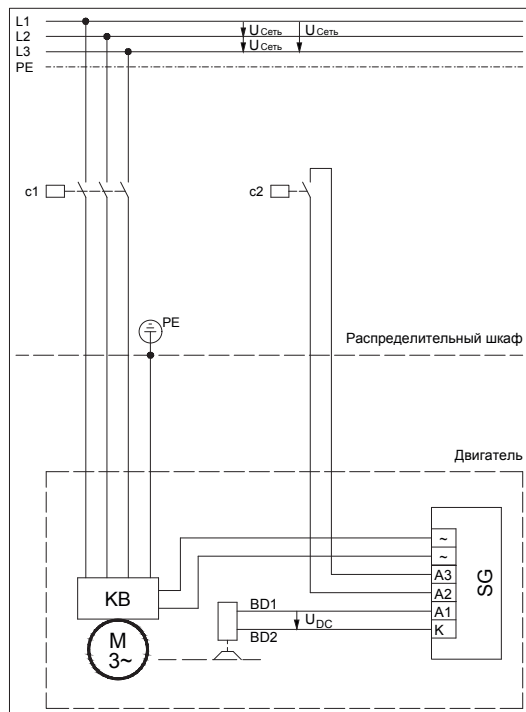 L1
U Сеть U Сеть
L2
U Сеть
L3
PE
c1
c2
PE
Распределительный шкаф
Двигатель
KB
M
3~
BD1
BD2
U DC
~
~
A3
A2
A1
K
SG